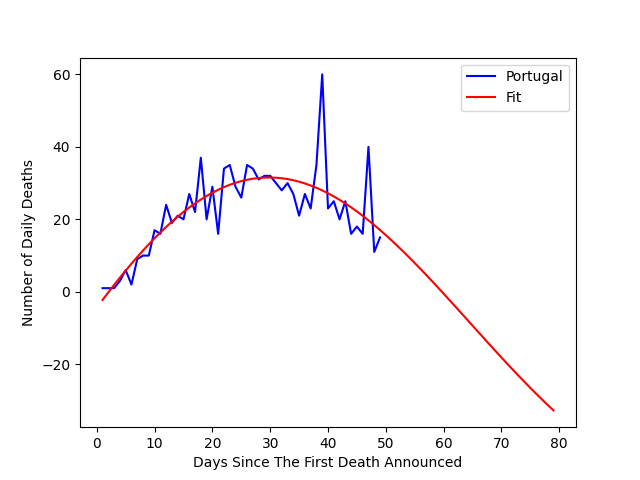 Portugal
Fit
60
40
20
0
−20
Number of Daily Deaths
0 10 20 30 40 50 60 70 80
Days Since The First Death Announced